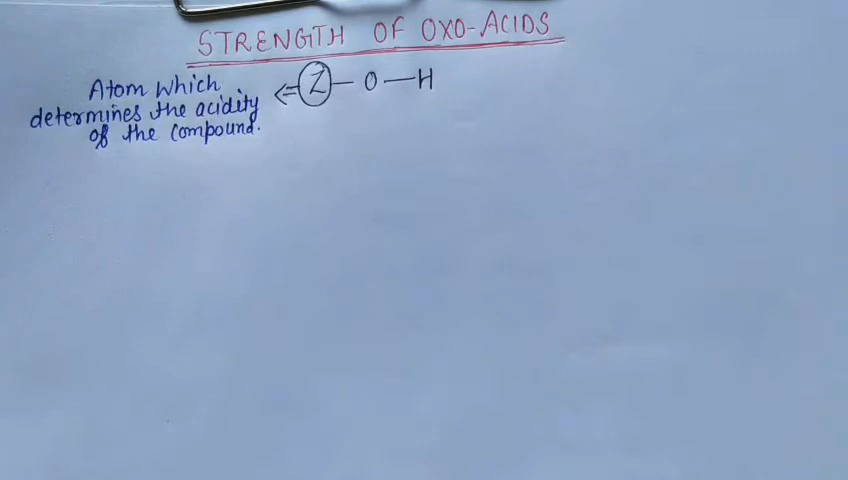 STRENGTH OF OXO-ACIDS
Atom which
determines the acidity
of the compound.
⇐ Z — O — H